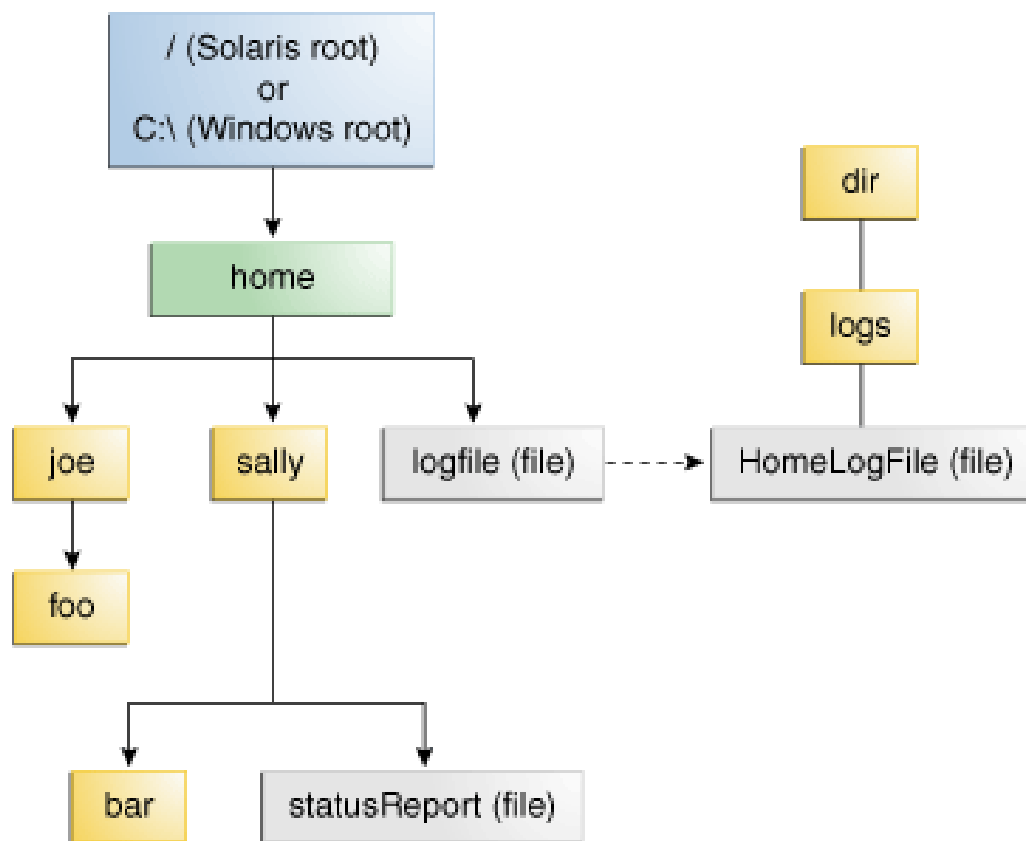 / (Solaris root)
or
C:\ (Windows root)
dir
home
logs
joe
sally
logfile (file)
HomeLogFile (file)
foo
bar
statusReport (file)